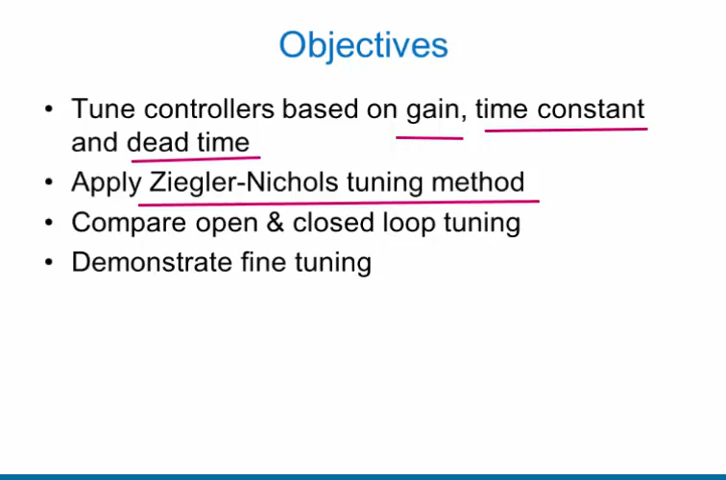 Objectives
• Tune controllers based on gain, time constant
and dead time
• Apply Ziegler-Nichols tuning method
• Compare open & closed loop tuning
• Demonstrate fine tuning